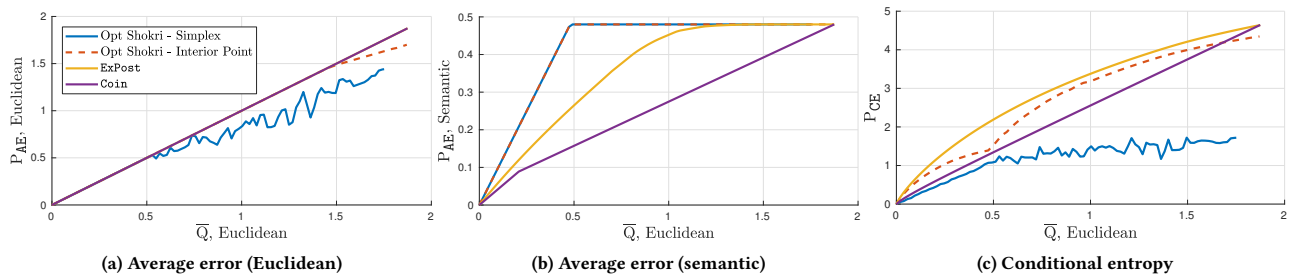 2
1.5
1
0.5
0
0
0.5
1
1.5
2
P_AE, Euclidean
Q̅, Euclidean
Opt Shokri - Simplex
Opt Shokri - Interior Point
ExPost
Coin
(a) Average error (Euclidean)
0.5
0.4
0.3
0.2
0.1
0
0
0.5
1
1.5
2
P_AE, Semantic
Q̅, Euclidean
(b) Average error (semantic)
5
4
3
2
1
0
0
0.5
1
1.5
2
P_CE
Q̅, Euclidean
(c) Conditional entropy